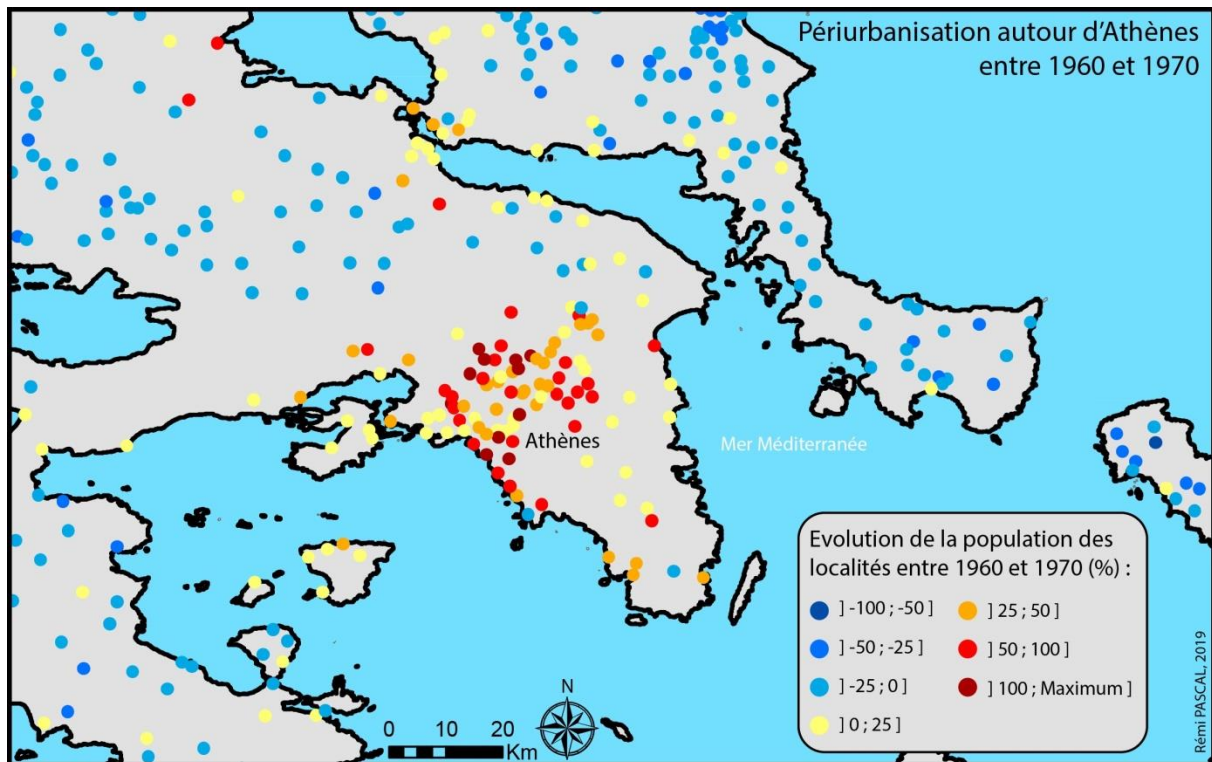 Périurbanisation autour d'Athènes
entre 1960 et 1970
Athènes
Mer Méditerranée
Evolution de la population des
localités entre 1960 et 1970 (%) :
] -100 ; -50 ]
] -50 ; -25 ]
] -25 ; 0 ]
] 0 ; 25 ]
] 25 ; 50 ]
] 50 ; 100 ]
] 100 ; Maximum ]
N
0 10 20
Km
Rémi PASCAL, 2019